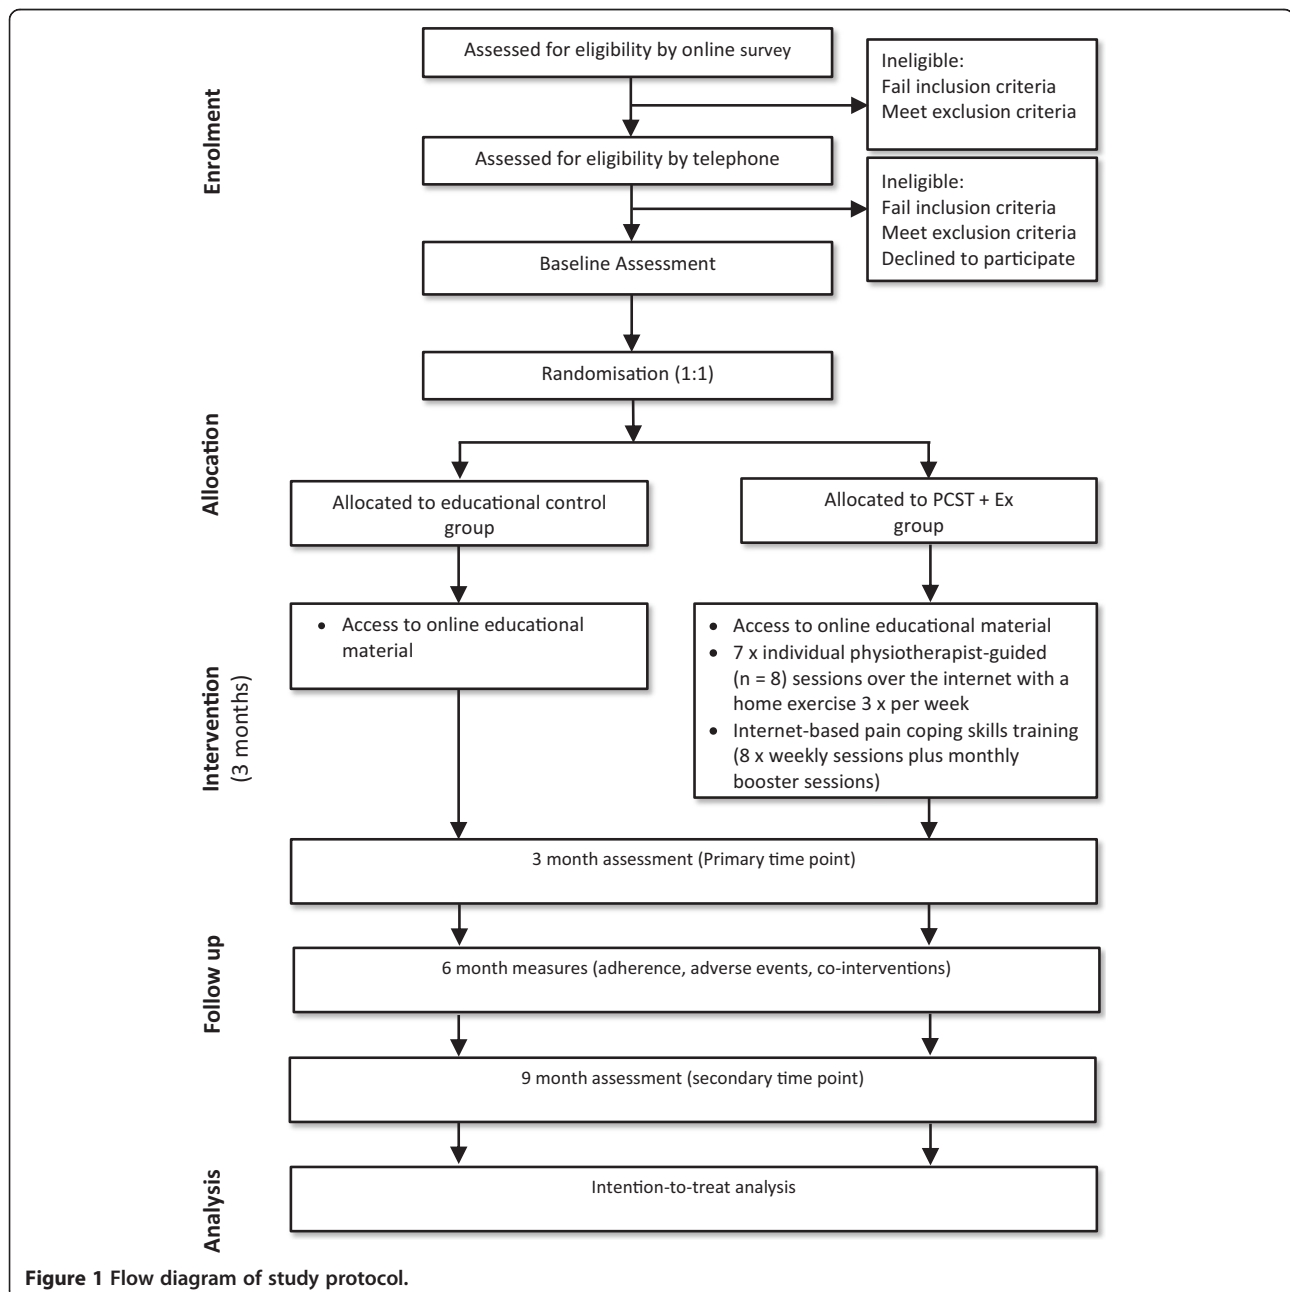 Enrolment
Assessed for eligibility by online survey
Ineligible:
Fail inclusion criteria
Meet exclusion criteria
Assessed for eligibility by telephone
Ineligible:
Fail inclusion criteria
Meet exclusion criteria
Declined to participate
Baseline Assessment
Randomisation (1:1)
Allocation
Allocated to educational control
group
Allocated to PCST + Ex
group
Intervention
(3 months)
• Access to online educational
material
• Access to online educational material
• 7 x individual physiotherapist-guided
(n = 8) sessions over the internet with a
home exercise 3 x per week
• Internet-based pain coping skills training
(8 x weekly sessions plus monthly
booster sessions)
3 month assessment (Primary time point)
Follow up
6 month measures (adherence, adverse events, co-interventions)
9 month assessment (secondary time point)
Analysis
Intention-to-treat analysis
Figure 1 Flow diagram of study protocol.